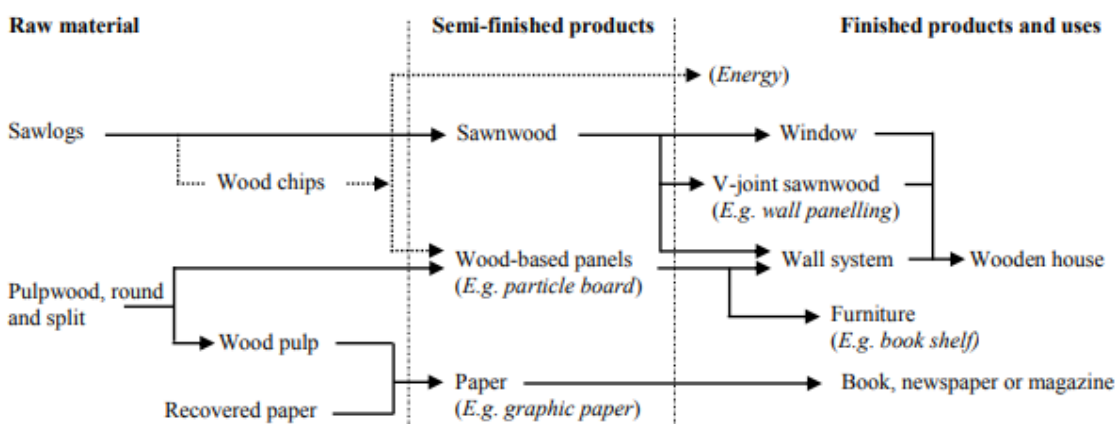 Raw material
Semi-finished products
Finished products and uses
(Energy)
Sawlogs
Sawnwood
Window
Wood chips
V-joint sawnwood
(E.g. wall panelling)
Wood-based panels
(E.g. particle board)
Wall system
Wooden house
Pulpwood, round
and split
Furniture
(E.g. book shelf)
Wood pulp
Paper
(E.g. graphic paper)
Book, newspaper or magazine
Recovered paper